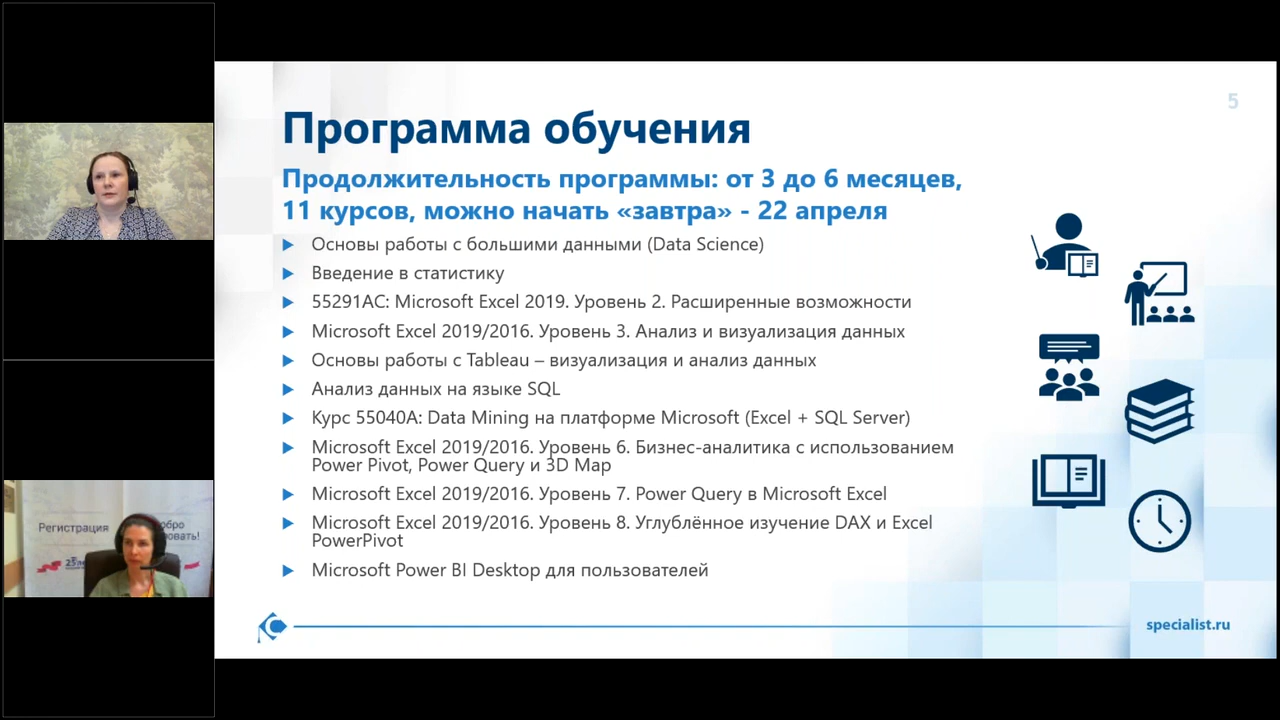 5
Программа обучения
Продолжительность программы: от 3 до 6 месяцев,
11 курсов, можно начать «завтра» - 22 апреля
Основы работы с большими данными (Data Science)
Введение в статистику
55291AC: Microsoft Excel 2019. Уровень 2. Расширенные возможности
Microsoft Excel 2019/2016. Уровень 3. Анализ и визуализация данных
Основы работы с Tableau – визуализация и анализ данных
Анализ данных на языке SQL
Курс 55040A: Data Mining на платформе Microsoft (Excel + SQL Server)
Microsoft Excel 2019/2016. Уровень 6. Бизнес-аналитика с использованием
Power Pivot, Power Query и 3D Map
Microsoft Excel 2019/2016. Уровень 7. Power Query в Microsoft Excel
Microsoft Excel 2019/2016. Уровень 8. Углублённое изучение DAX и Excel
PowerPivot
Microsoft Power BI Desktop для пользователей
specialist.ru
Регистрация